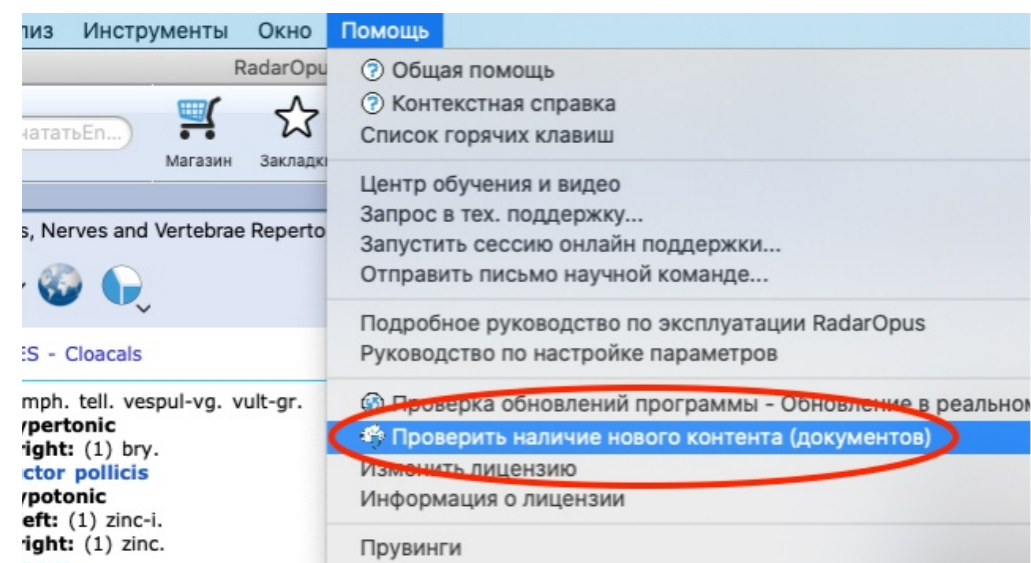 лиз Инструменты Окно Помощь
RadarOpu
чататьEn...)
Магазин Закладки
s, Nerves and Vertebrae Reperto
ES - Cloacals
mph. tell. vespul-vg. vult-gr.
ypertonic
right: (1) bry.
ctor pollicis
ypotonic
eft: (1) zinc-i.
right: (1) zinc.
Общая помощь
Контекстная справка
Список горячих клавиш
Центр обучения и видео
Запрос в тех. поддержку...
Запустить сессию онлайн поддержки...
Отправить письмо научной команде...
Подробное руководство по эксплуатации RadarOpus
Руководство по настройке параметров
Проверка обновлений программы - Обновление в реальном
Проверить наличие нового контента (документов)
Изменить лицензию
Информация о лицензии
Прувинги